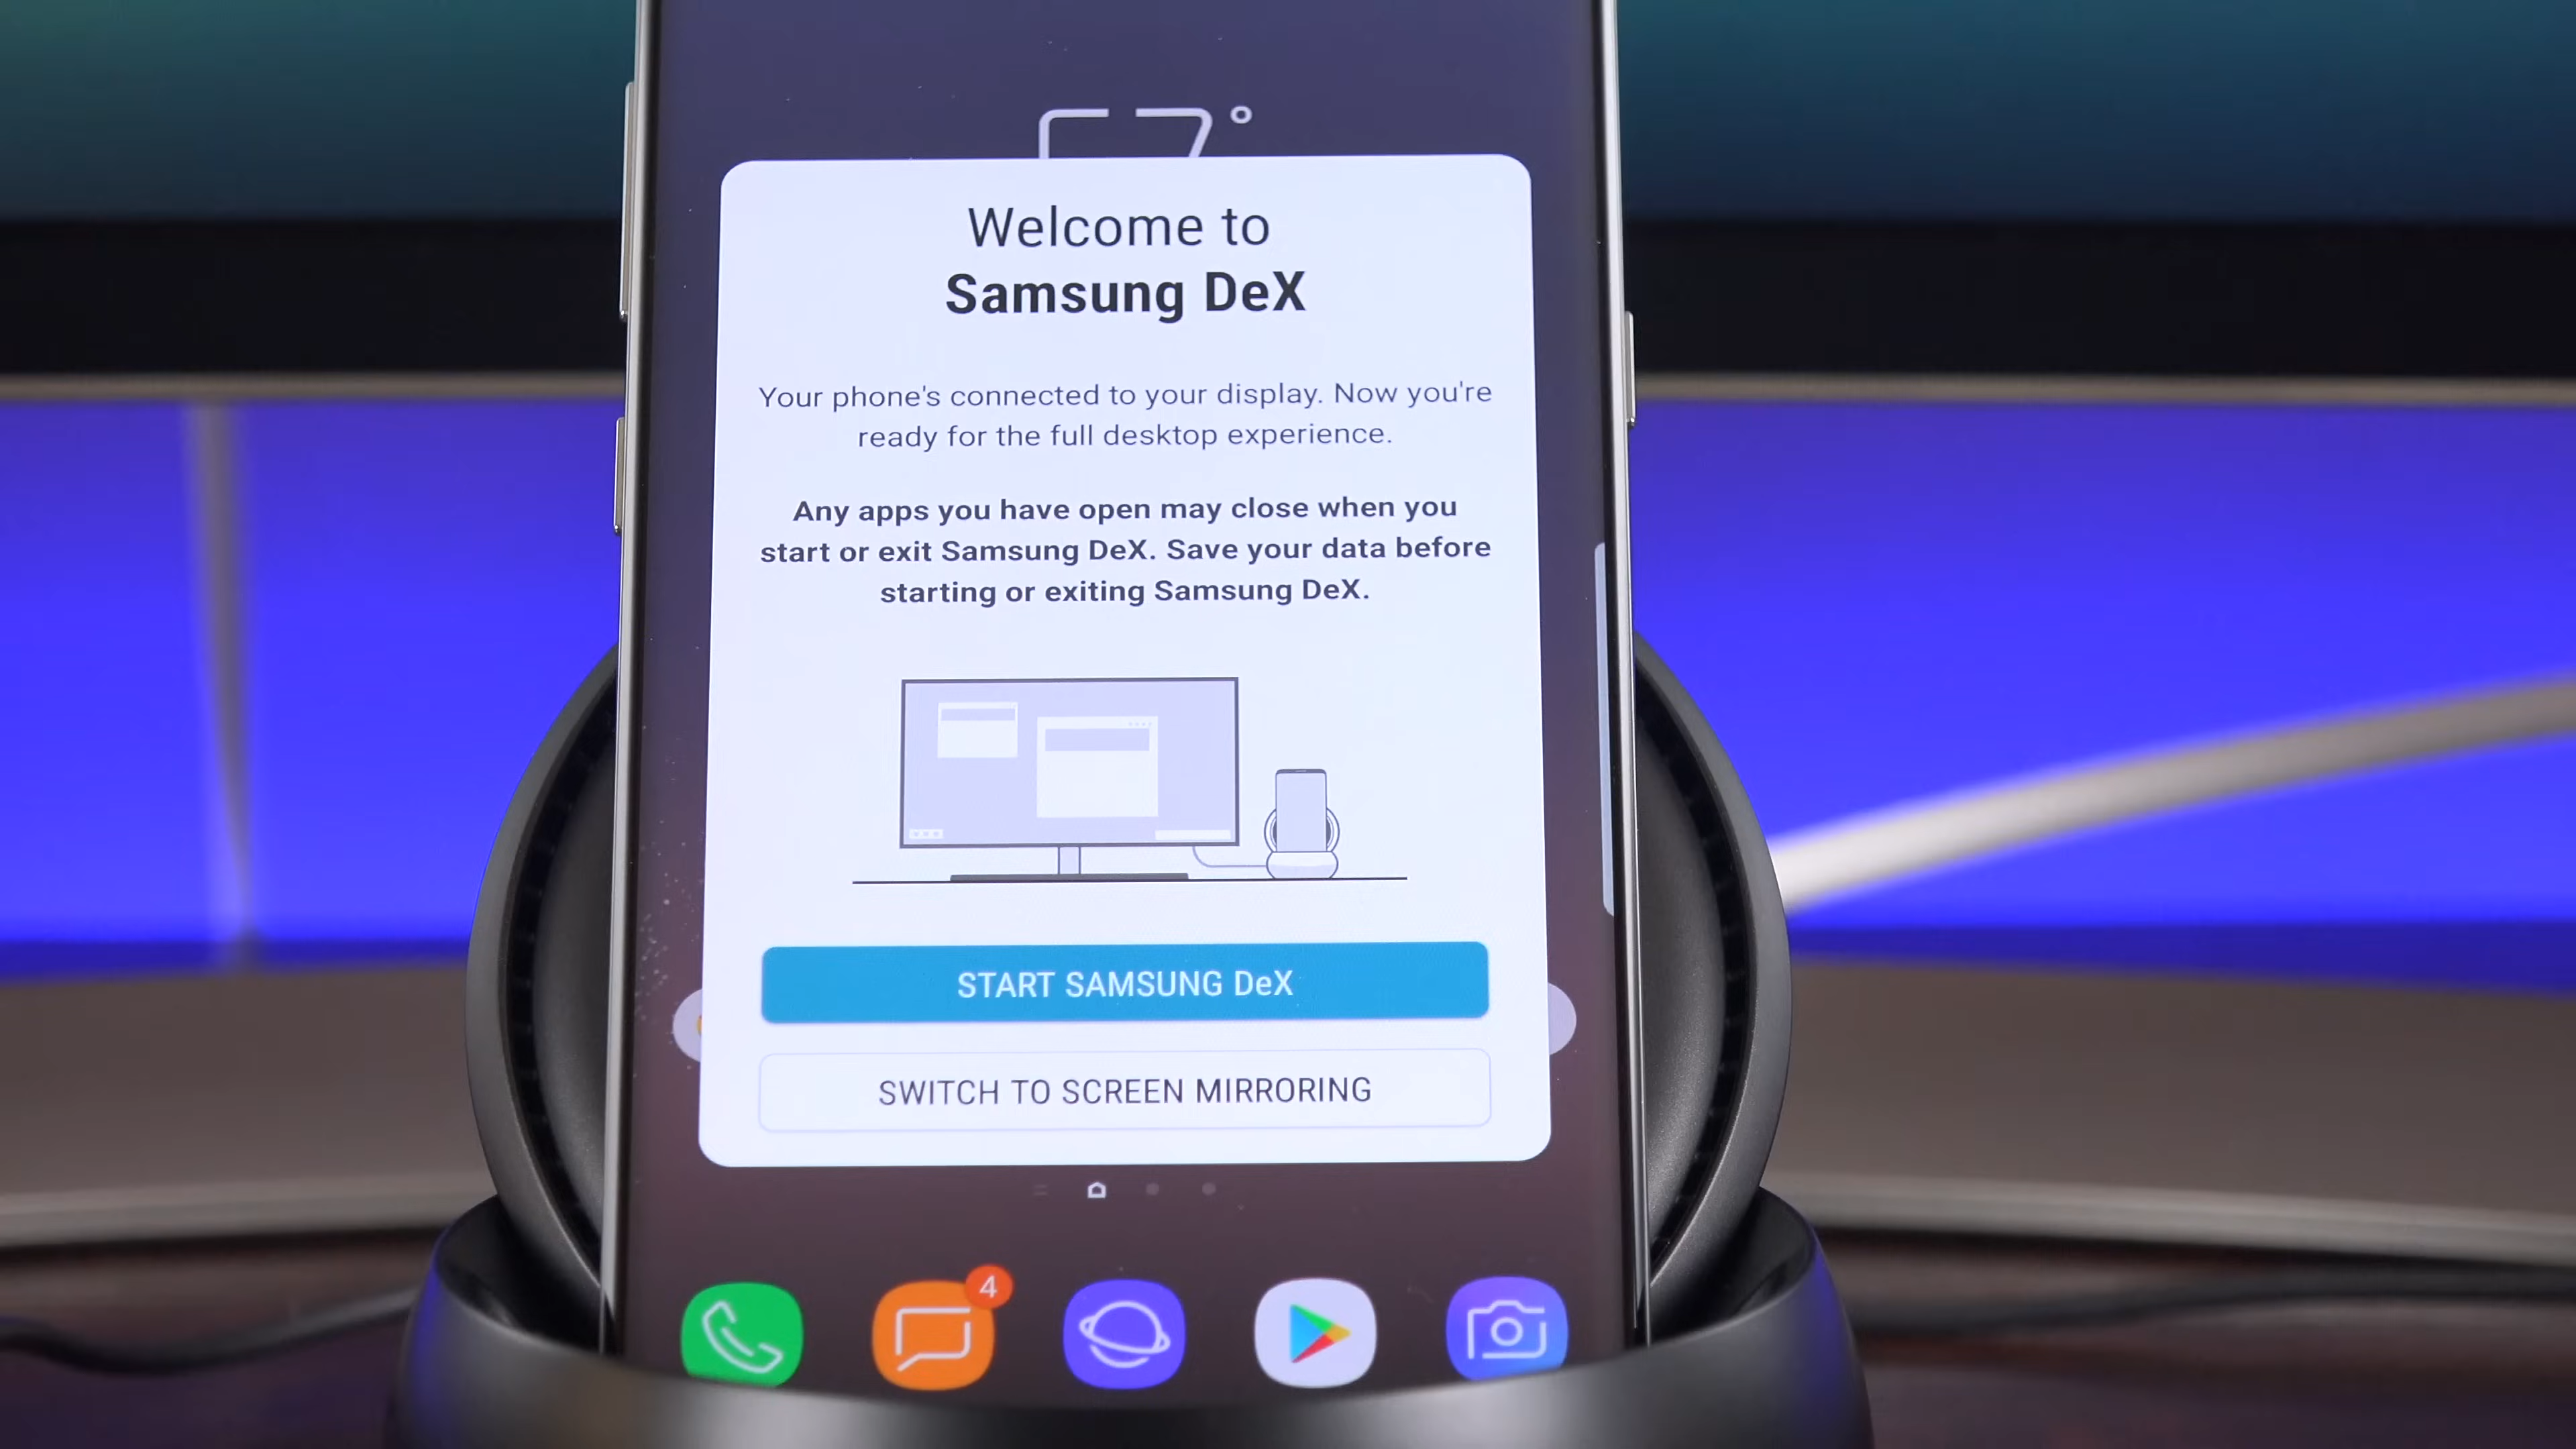 Welcome to
Samsung DeX
Your phone's connected to your display. Now you're
ready for the full desktop experience.
Any apps you have open may close when you
start or exit Samsung DeX. Save your data before
starting or exiting Samsung DeX.
START SAMSUNG DeX
SWITCH TO SCREEN MIRRORING
4